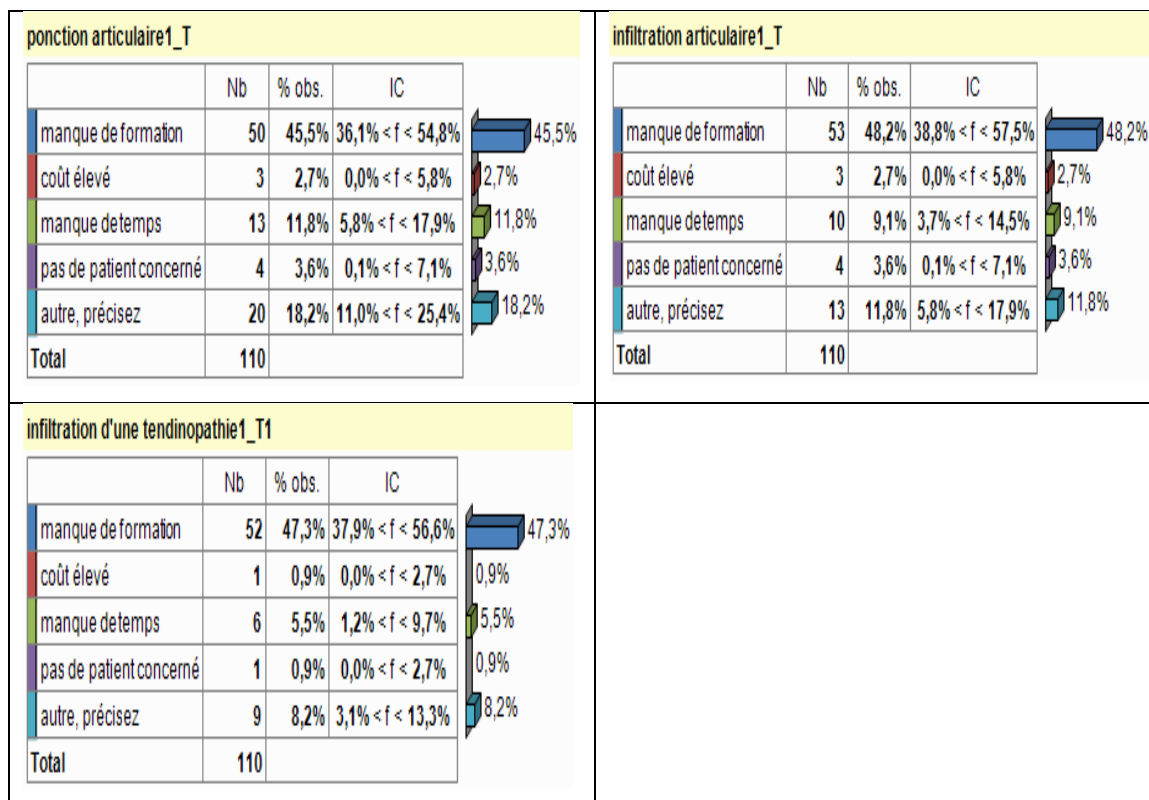 ponction articulaire1_T
Nb % obs. IC
manque de formation 50 45,5% 36,1% < f < 54,8% 45,5%
coût élevé 3 2,7% 0,0% < f < 5,8% 2,7%
manque de temps 13 11,8% 5,8% < f < 17,9% 11,8%
pas de patient concerné 4 3,6% 0,1% < f < 7,1% 3,6%
autre, précisez 20 18,2% 11,0% < f < 25,4% 18,2%
Total 110
infiltration articulaire1_T
Nb % obs. IC
manque de formation 53 48,2% 38,8% < f < 57,5% 48,2%
coût élevé 3 2,7% 0,0% < f < 5,8% 2,7%
manque de temps 10 9,1% 3,7% < f < 14,5% 9,1%
pas de patient concerné 4 3,6% 0,1% < f < 7,1% 3,6%
autre, précisez 13 11,8% 5,8% < f < 17,9% 11,8%
Total 110
infiltration d'une tendinopathie1_T1
Nb % obs. IC
manque de formation 52 47,3% 37,9% < f < 56,6% 47,3%
coût élevé 1 0,9% 0,0% < f < 2,7% 0,9%
manque de temps 6 5,5% 1,2% < f < 9,7% 5,5%
pas de patient concerné 1 0,9% 0,0% < f < 2,7% 0,9%
autre, précisez 9 8,2% 3,1% < f < 13,3% 8,2%
Total 110